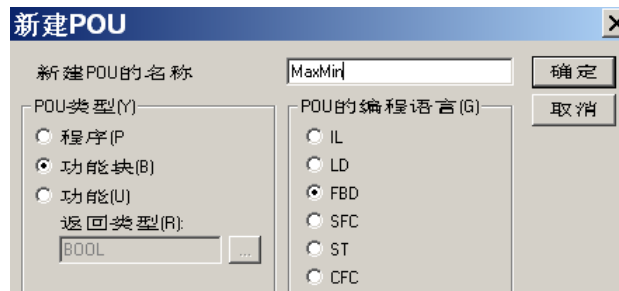 新建POU
新建POU的名称 MaxMin 确定
POU类型(Y) POU的编程语言(G) 取消
程序(P IL
功能块(B) LD
功能(U) FBD
返回类型(R): SFC
BOOL ... ST
CFC